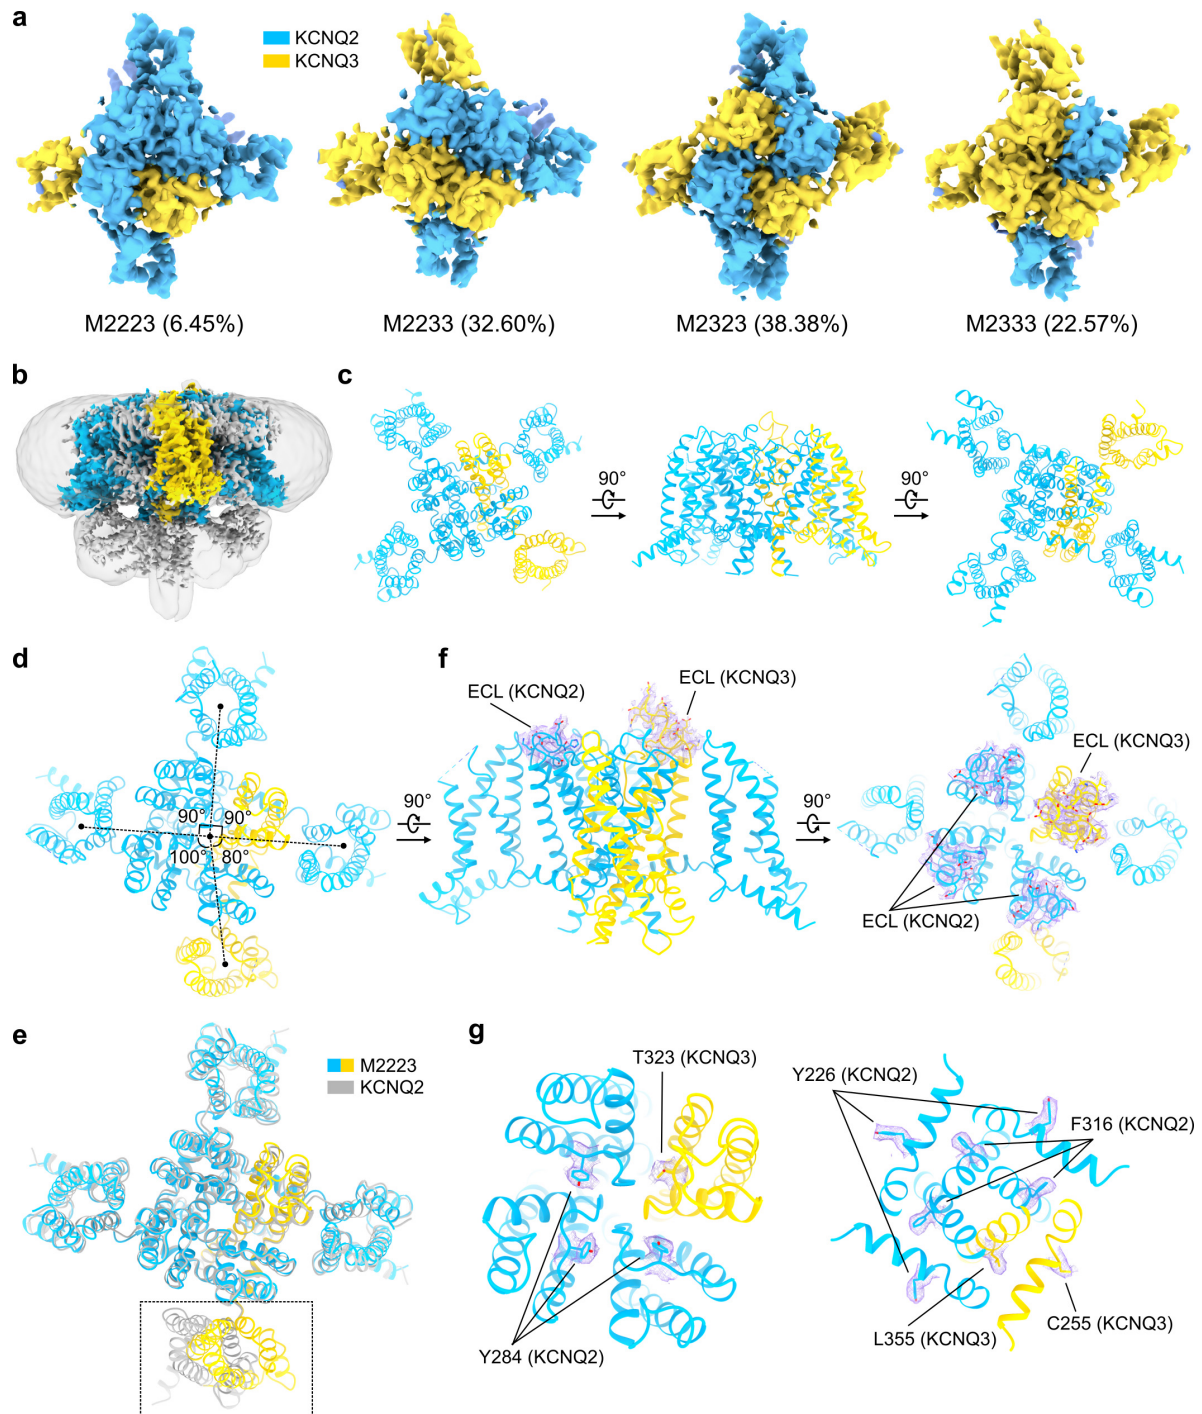 a
KCNQ2
KCNQ3
M2223 (6.45%)
M2233 (32.60%)
M2323 (38.38%)
M2333 (22.57%)
b
c
90°
90°
d
90°
90°
100°
80°
90°
f
ECL (KCNQ2)
ECL (KCNQ3)
90°
ECL (KCNQ3)
ECL (KCNQ2)
e
M2223
KCNQ2
g
T323 (KCNQ3)
Y284 (KCNQ2)
Y226 (KCNQ2)
F316 (KCNQ2)
L355 (KCNQ3)
C255 (KCNQ3)